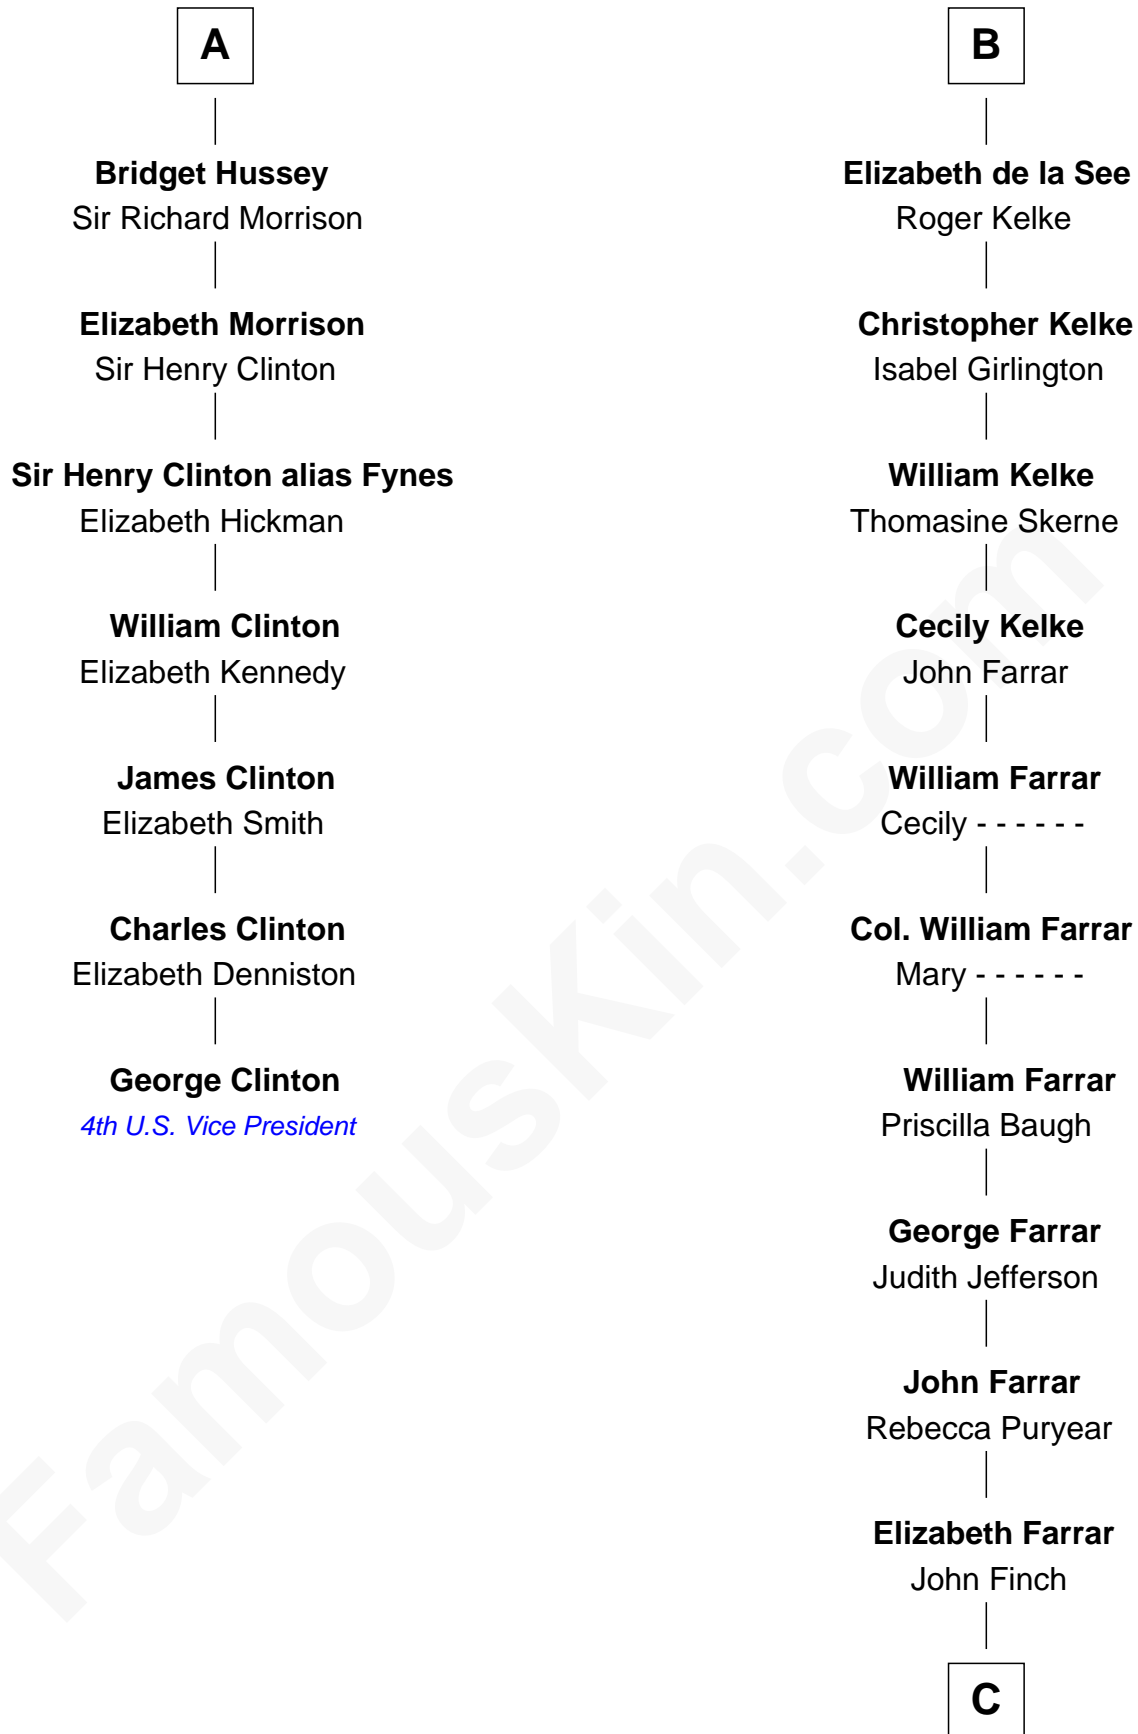 A
Bridget Hussey
Sir Richard Morrison
Elizabeth Morrison
Sir Henry Clinton
Sir Henry Clinton alias Fynes
Elizabeth Hickman
William Clinton
Elizabeth Kennedy
James Clinton
Elizabeth Smith
Charles Clinton
Elizabeth Denniston
George Clinton
4th U.S. Vice President
B
Elizabeth de la See
Roger Kelke
Christopher Kelke
Isabel Girlington
William Kelke
Thomasine Skerne
Cecily Kelke
John Farrar
William Farrar
Cecily - - - - - -
Col. William Farrar
Mary - - - - - -
William Farrar
Priscilla Baugh
George Farrar
Judith Jefferson
John Farrar
Rebecca Puryear
Elizabeth Farrar
John Finch
C
FamousKin.com